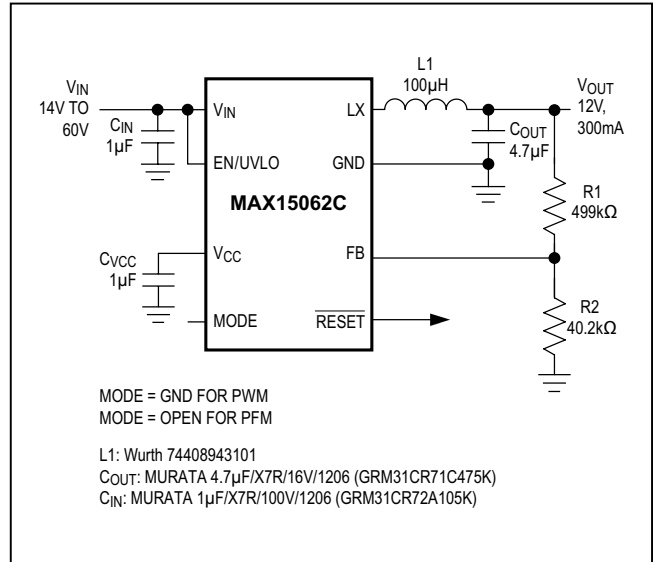 VIN
14V TO
60V
CIN
1µF
VIN
EN/UVLO
MAX15062C
LX
GND
L1
100µH
COUT
4.7µF
VOUT
12V,
300mA
R1
499kΩ
CVCC
1µF
VCC
FB
MODE
RESET
R2
40.2kΩ
MODE = GND FOR PWM
MODE = OPEN FOR PFM
L1: Wurth 74408943101
COUT: MURATA 4.7µF/X7R/16V/1206 (GRM31CR71C475K)
CIN: MURATA 1µF/X7R/100V/1206 (GRM31CR72A105K)